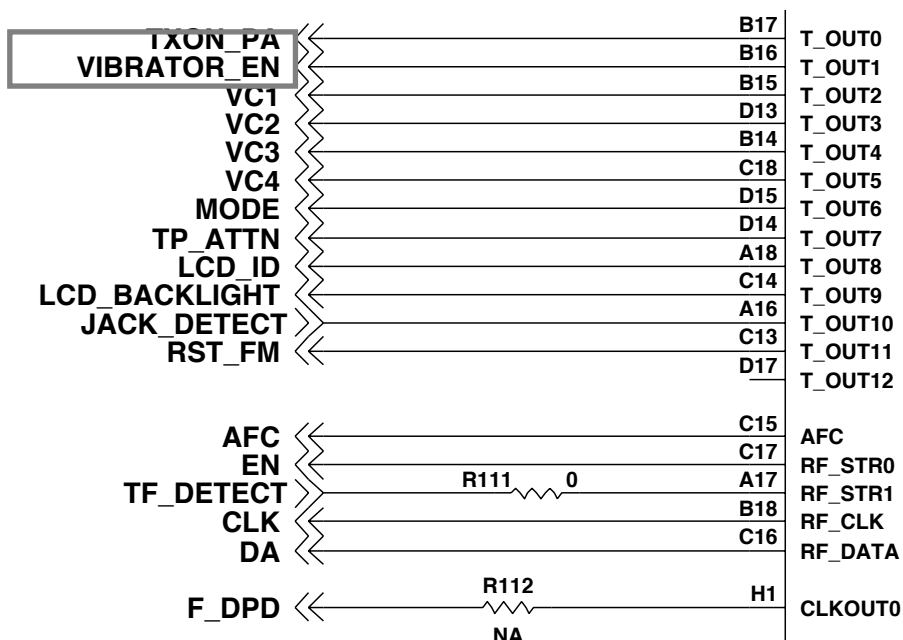 TXON_PA B17 T_OUT0
VIBRATOR_EN B16 T_OUT1
VC1 B15 T_OUT2
VC2 D13 T_OUT3
VC3 B14 T_OUT4
VC4 C18 T_OUT5
MODE D15 T_OUT6
TP_ATTN D14 T_OUT7
LCD_ID A18 T_OUT8
LCD_BACKLIGHT C14 T_OUT9
JACK_DETECT A16 T_OUT10
RST_FM C13 T_OUT11
D17 T_OUT12
AFC C15 AFC
EN C17 RF_STR0
TF_DETECT R111 0 A17 RF_STR1
CLK B18 RF_CLK
DA C16 RF_DATA
F_DPD R112 H1 CLKOUT0
NA